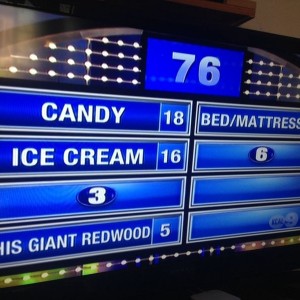 76
CANDY 18
BED/MATTRESS
ICE CREAM 16
6
3
HIS GIANT REDWOOD 5